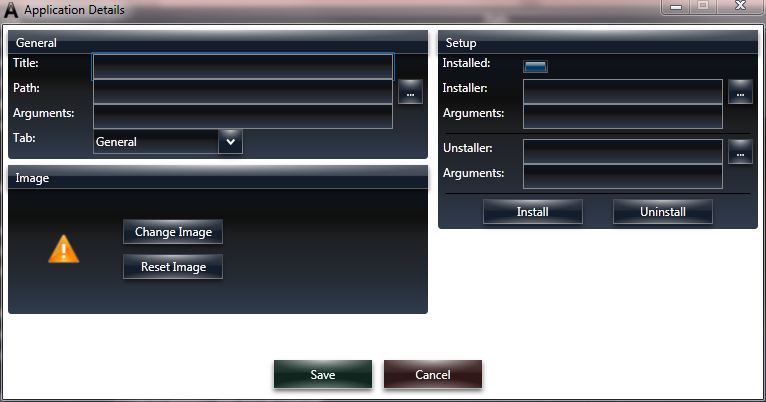 Application Details
General
Title:
Path:
...
Arguments:
Tab:
General
Image
Change Image
Reset Image
Setup
Installed:
Installer:
...
Arguments:
Unstaller:
...
Arguments:
Install
Uninstall
Save
Cancel